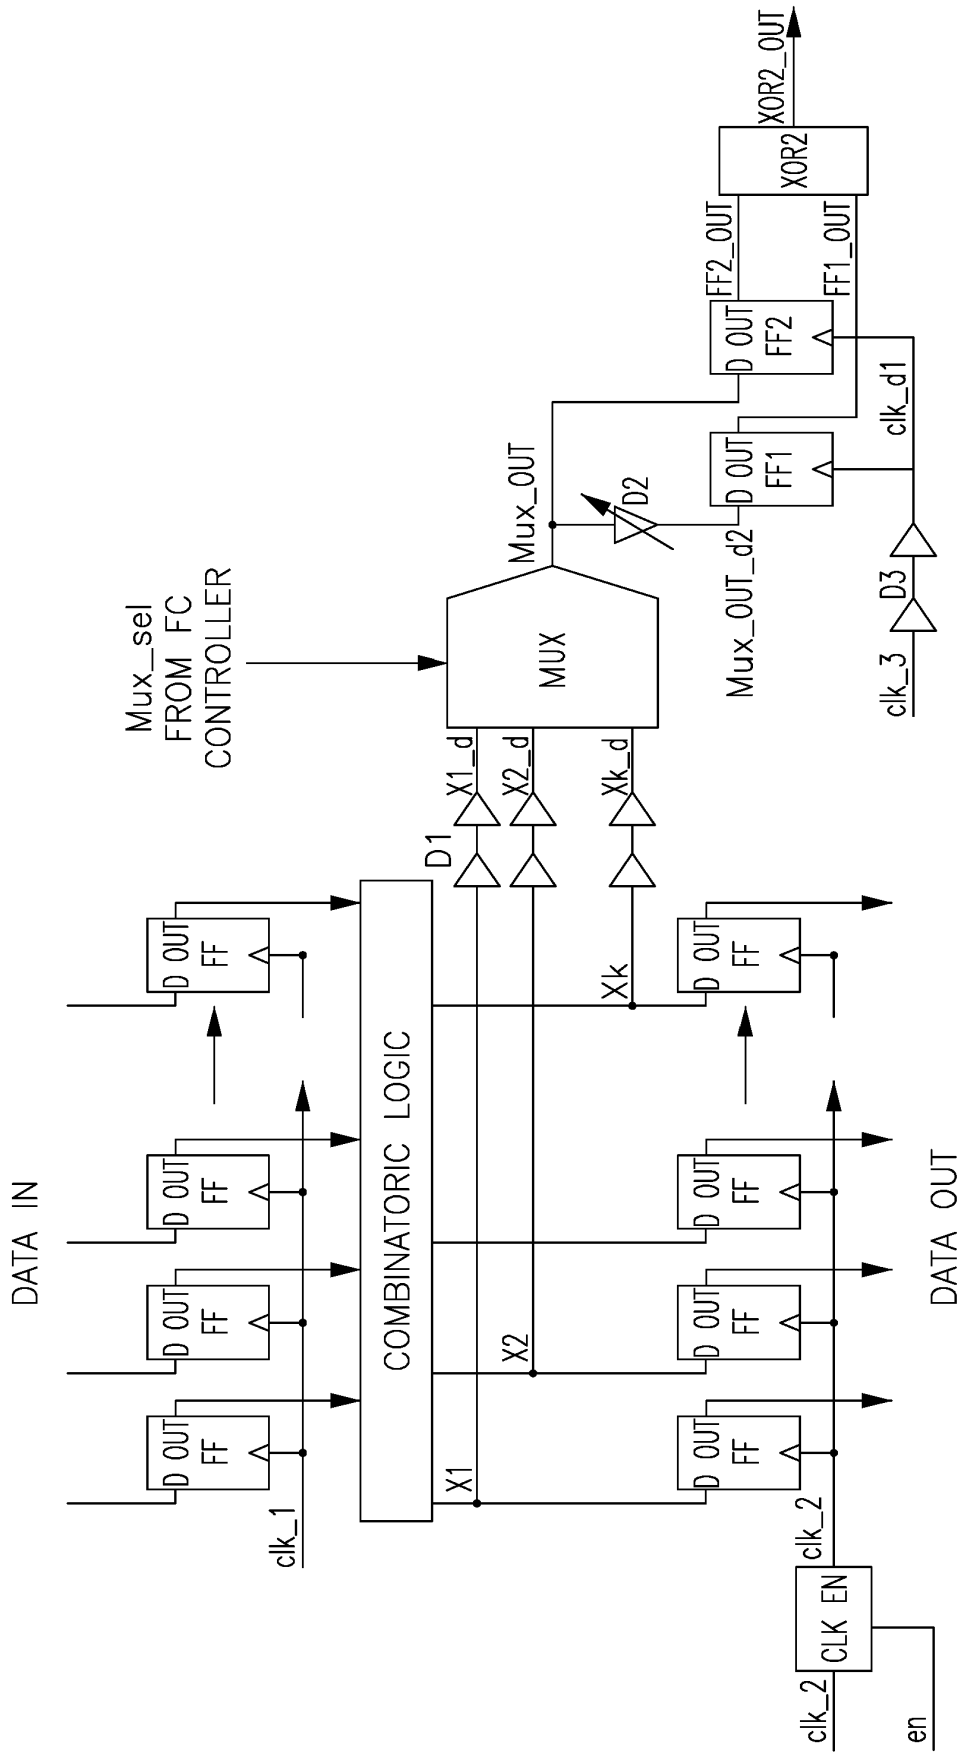 DATA IN
D OUT
FF
D OUT
FF
D OUT
FF
D OUT
FF
clk_1
COMBINATORIC LOGIC
X1
X2
Xk
D1
X1_d
X2_d
Xk_d
Mux_sel
FROM FC
CONTROLLLER
MUX
Mux_OUT
D2
Mux_OUT_d2
D OUT
FF1
D OUT
FF2
FF2_OUT
FF1_OUT
XOR2
XOR2_OUT
clk_3
D3
clk_d1
D OUT
FF
D OUT
FF
D OUT
FF
D OUT
FF
clk_2
CLK EN
clk_2
en
DATA OUT